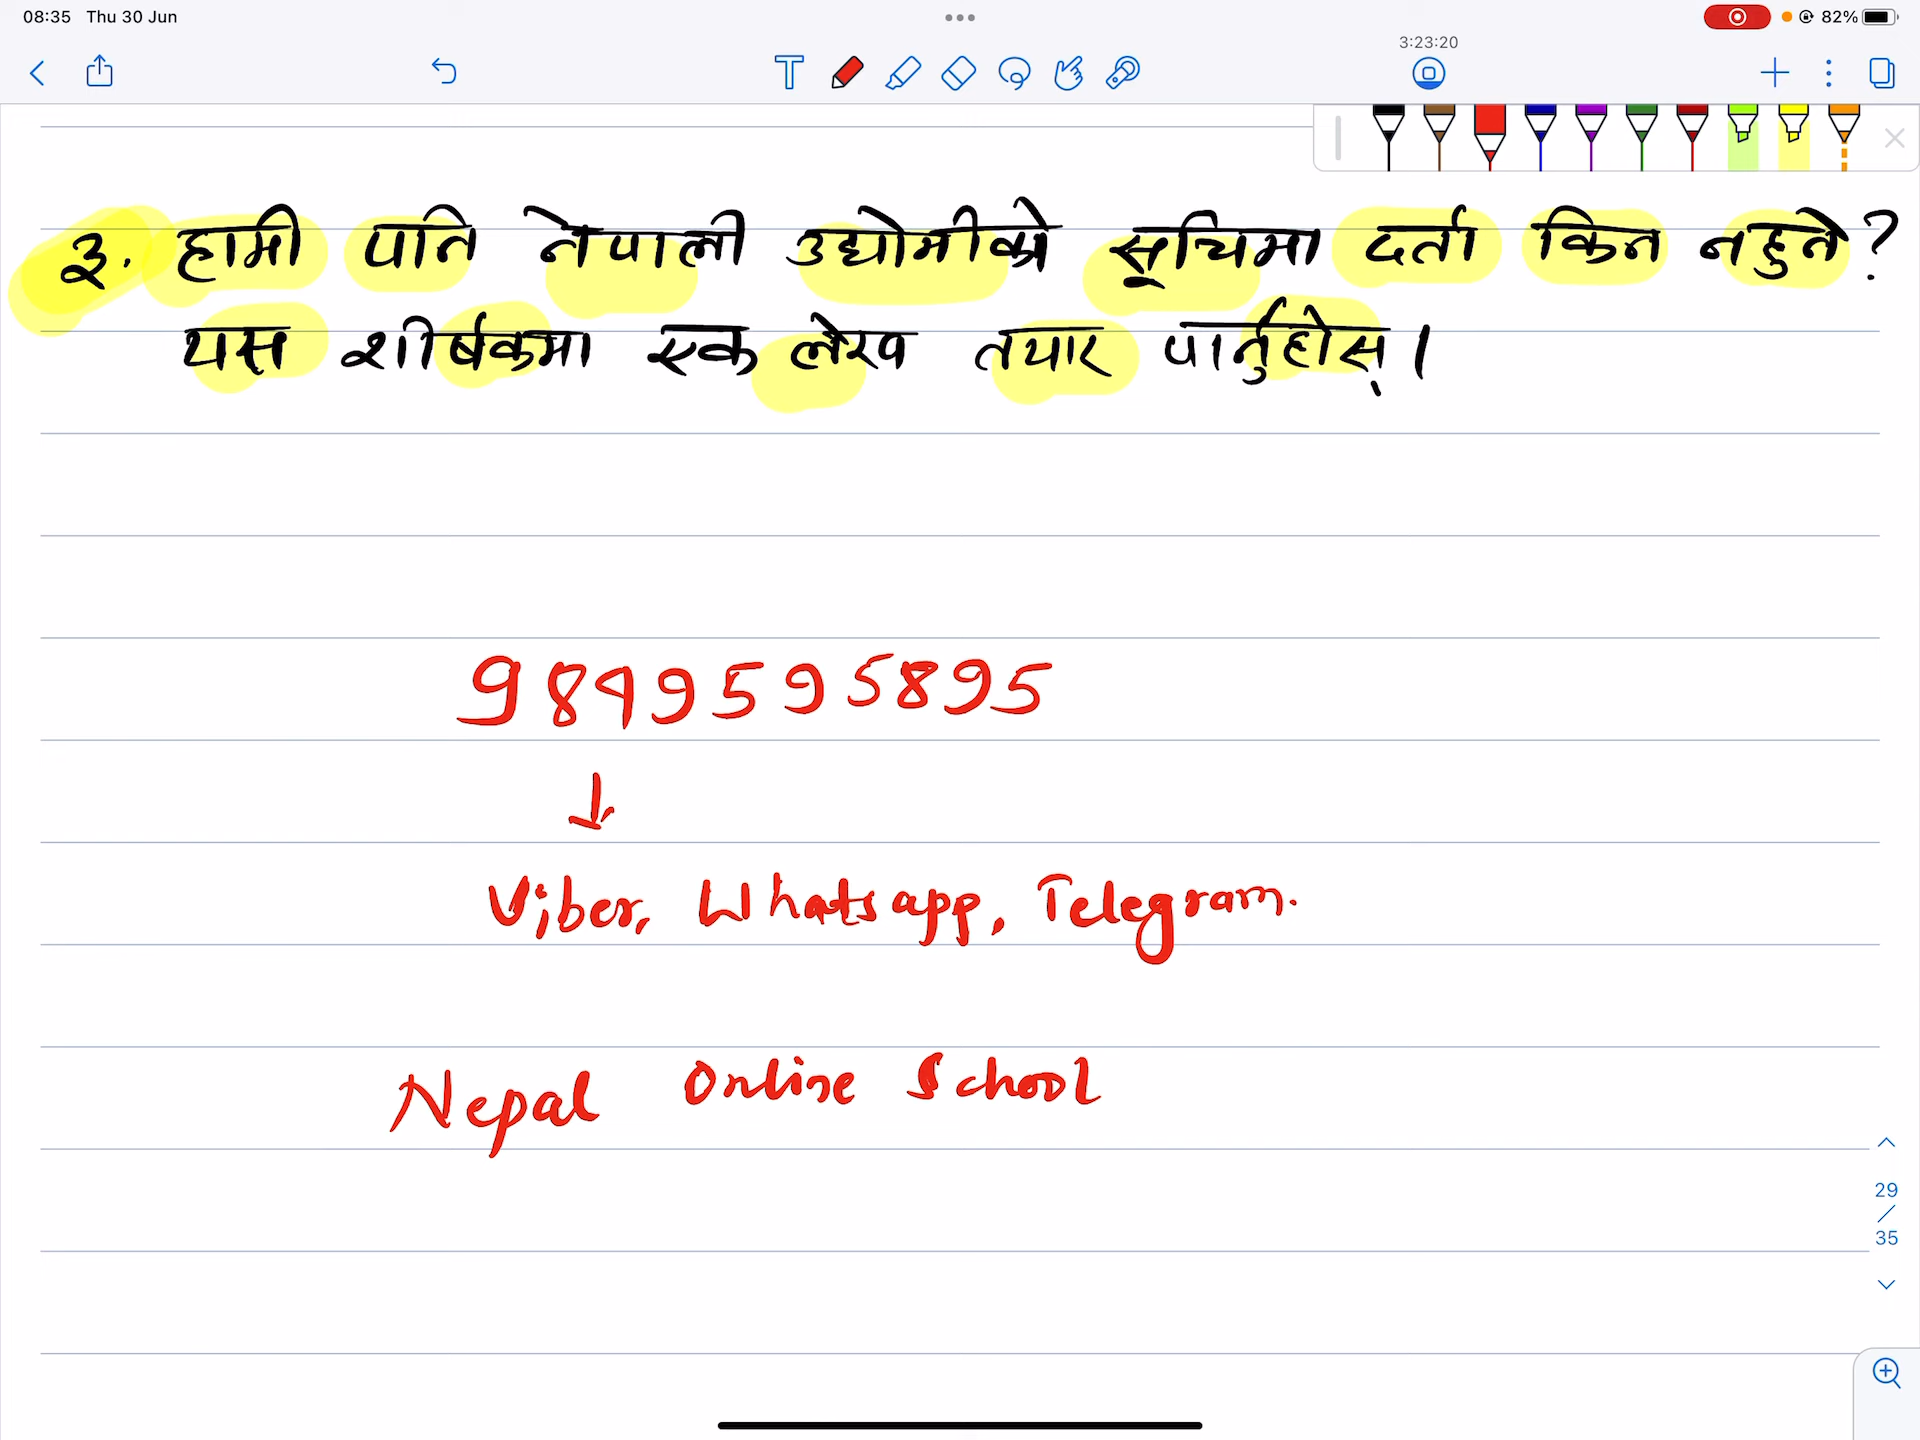 08:35 Thu 30 Jun
82%
3:23:20
३. हामी पनि नेपाली उद्योगीको सूचिमा दर्ता किन नहुने?
यस शीर्षकमा एक लेख तयार पार्नुहोस्।
9849595895
Viber, Whatsapp, Telegram.
Nepal Online School
29
/
35